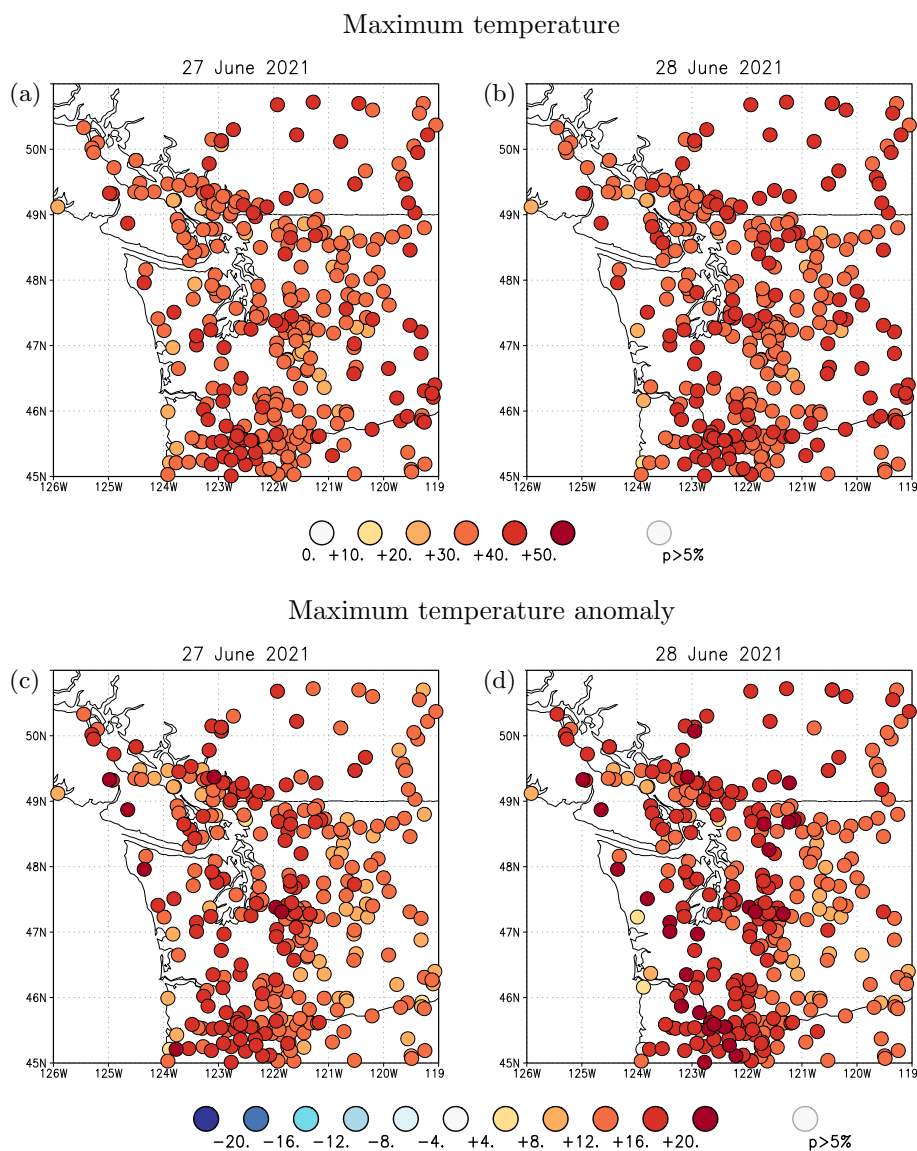 Maximum temperature
27 June 2021 28 June 2021
(a) (b)
50N 50N
49N 49N
48N 48N
47N 47N
46N 46N
45N 45N
126W 125W 124W 123W 122W 121W 120W 119 126W 125W 124W 123W 122W 121W 120W 119
0. +10. +20. +30. +40. +50. p>5%
Maximum temperature anomaly
27 June 2021 28 June 2021
(c) (d)
50N 50N
49N 49N
48N 48N
47N 47N
46N 46N
45N 45N
126W 125W 124W 123W 122W 121W 120W 119 126W 125W 124W 123W 122W 121W 120W 119
−20. −16. −12. −8. −4. +4. +8. +12. +16. +20. p>5%